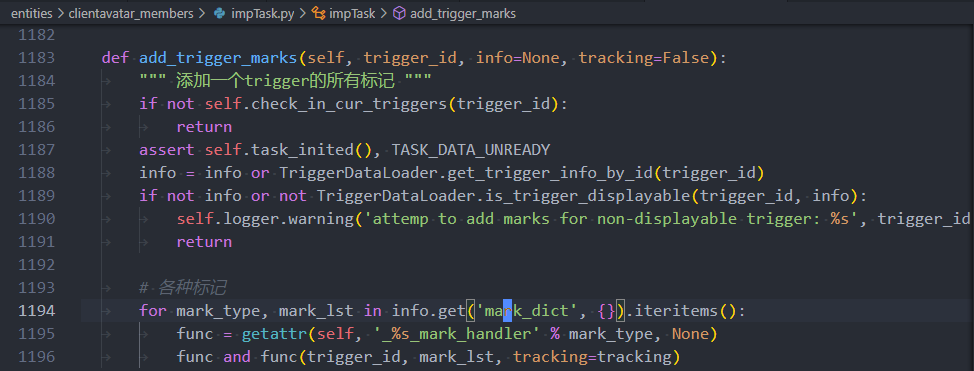 entities > clientavatar_members > impTask.py > impTask > add_trigger_marks
1182
1183 def add_trigger_marks(self, trigger_id, info=None, tracking=False):
1184 """ 添加一个trigger的所有标记 """
1185 if not self.check_in_cur_triggers(trigger_id):
1186 return
1187 assert self.task_inited(), TASK_DATA_UNREADY
1188 info = info or TriggerDataLoader.get_trigger_info_by_id(trigger_id)
1189 if not info or not TriggerDataLoader.is_trigger_displayable(trigger_id, info):
1190 self.logger.warning('attemp to add marks for non-displayable trigger: %s', trigger_id
1191 return
1192
1193 # 各种标记
1194 for mark_type, mark_lst in info.get('mark_dict', {}).iteritems():
1195 func = getattr(self, '_%s_mark_handler' % mark_type, None)
1196 func and func(trigger_id, mark_lst, tracking=tracking)